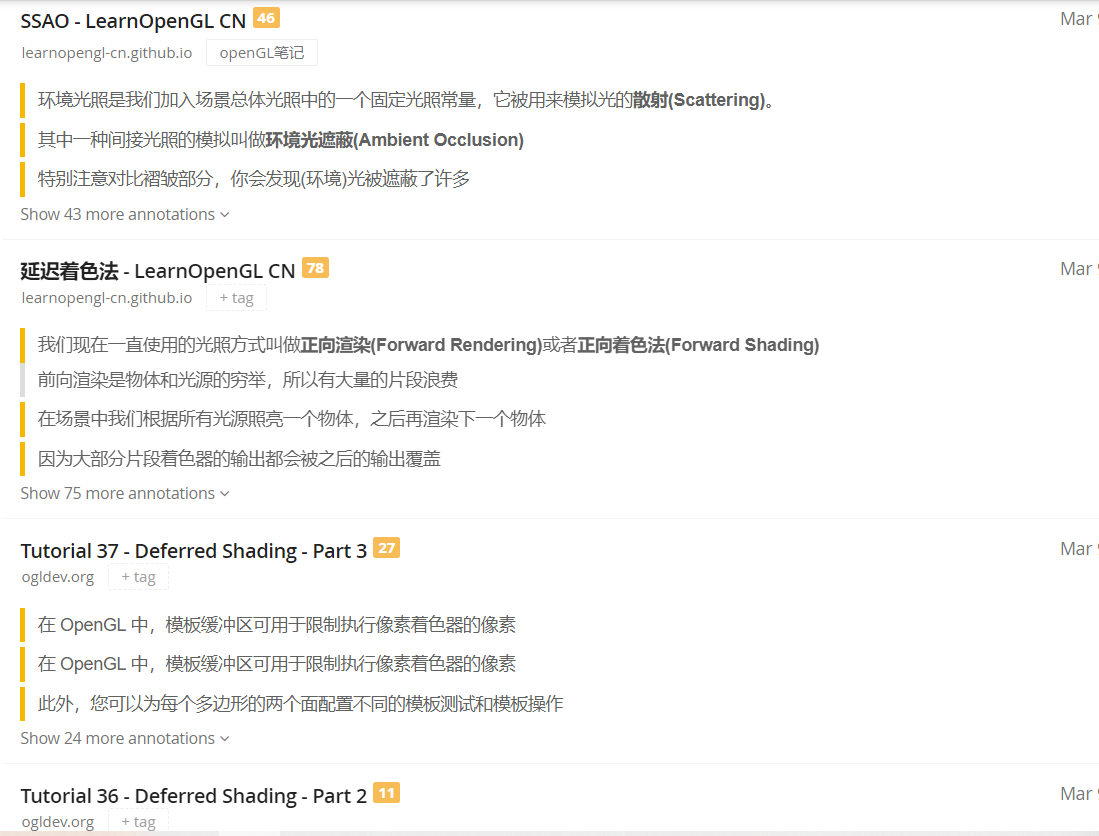 SSAO - LearnOpenGL CN 46
Mar
learnopengl-cn.github.io openGL笔记
环境光照是我们加入场景总体光照中的一个固定光照常量，它被用来模拟光的散射(Scattering)。
其中一种间接光照的模拟叫做环境光遮蔽(Ambient Occlusion)
特别注意对比褶皱部分，你会发现(环境)光被遮蔽了许多
Show 43 more annotations
延迟着色法 - LearnOpenGL CN 78
Mar
learnopengl-cn.github.io + tag
我们现在一直使用的光照方式叫做正向渲染(Forward Rendering)或者正向着色法(Forward Shading)
前向渲染是物体和光源的穷举，所以有大量的片段浪费
在场景中我们根据所有光源照亮一个物体，之后再渲染下一个物体
因为大部分片段着色器的输出都会被之后的输出覆盖
Show 75 more annotations
Tutorial 37 - Deferred Shading - Part 3 27
Mar
ogldev.org + tag
在 OpenGL 中，模板缓冲区可用于限制执行像素着色器的像素
在 OpenGL 中，模板缓冲区可用于限制执行像素着色器的像素
此外，您可以为每个多边形的两个面配置不同的模板测试和模板操作
Show 24 more annotations
Tutorial 36 - Deferred Shading - Part 2 11
Mar
ogldev.org + tag